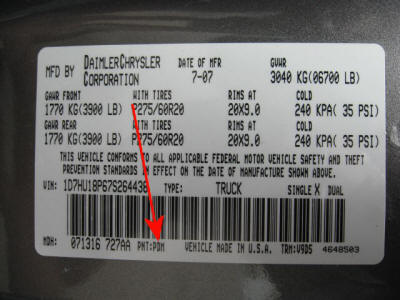 MFD BY DAIMLERCHRYSLER CORPORATION DATE OF MFR 7-07 GVWR 3040 KG(06700 LB)
GAWR FRONT WITH TIRES RIMS AT COLD
1770 KG(3900 LB) P275/60R20 20X9.0 240 KPA( 35 PSI)
GAWR REAR WITH TIRES RIMS AT COLD
1770 KG(3900 LB) P275/60R20 20X9.0 240 KPA( 35 PSI)
THIS VEHICLE CONFORMS TO ALL APPLICABLE FEDERAL MOTOR VEHICLE SAFETY AND THEFT
PREVENTION STANDARDS IN EFFECT ON THE DATE OF MANUFACTURE SHOWN ABOVE.
VIN: 1D7HU18P67S264438 TYPE: TRUCK SINGLE X DUAL
MDH: 071316 727AA PNT:PDM VEHICLE MADE IN U.S.A. TRM:V9D5 4648503